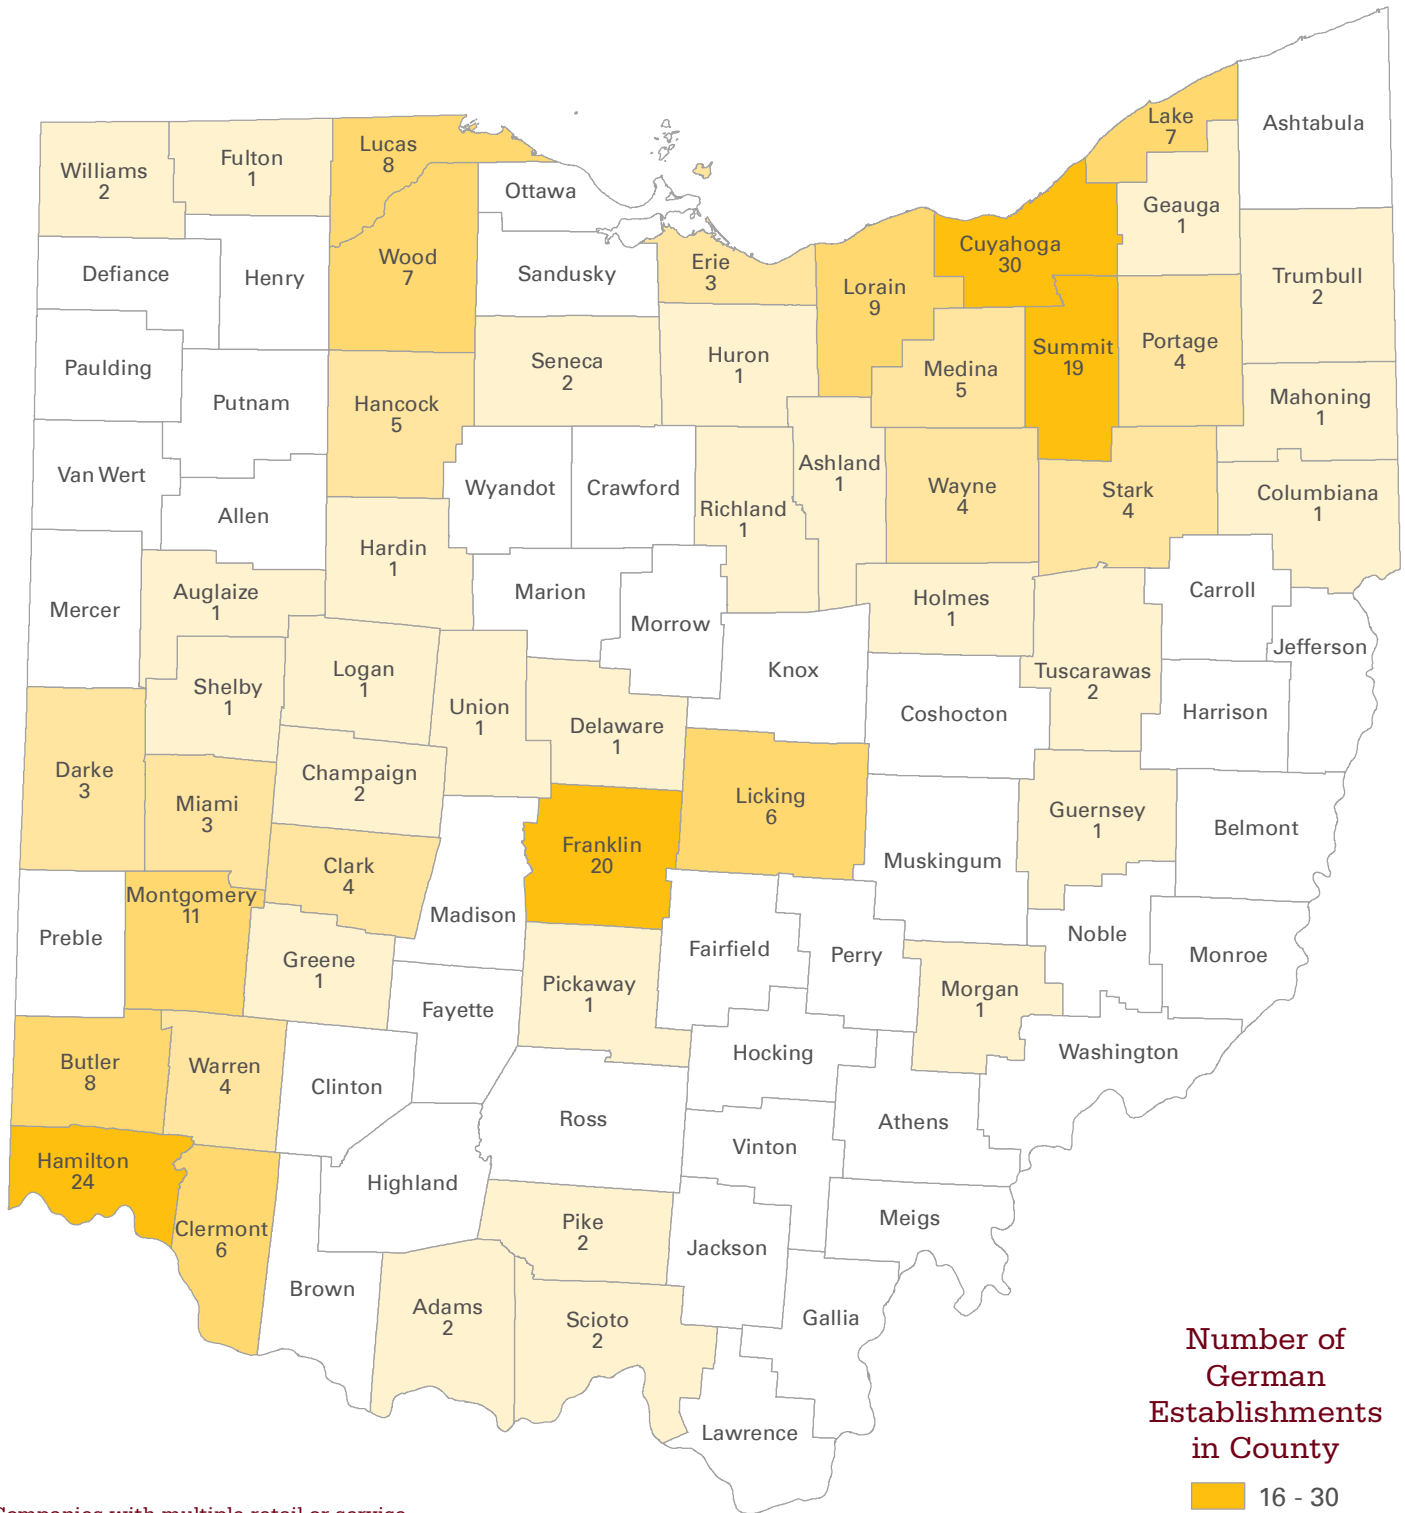 Ashtabula
Lake
7
Lucas
8
Fulton
1
Williams
2
Ottawa
Geauga
1
Cuyahoga
30
Wood
7
Erie
3
Defiance
Henry
Sandusky
Trumbull
2
Lorain
9
Portage
4
Summit
19
Huron
1
Seneca
2
Medina
5
Paulding
Putnam
Hancock
5
Mahoning
1
Ashland
1
Van Wert
Wyandot
Crawford
Wayne
4
Stark
4
Columbiana
1
Richland
1
Allen
Hardin
1
Marion
Auglaize
1
Holmes
1
Carroll
Mercer
Morrow
Jefferson
Knox
Logan
1
Tuscarawas
2
Shelby
1
Union
1
Coshocton
Harrison
Delaware
1
Darke
3
Champaign
2
Miami
3
Licking
6
Guernsey
1
Belmont
Franklin
20
Muskingum
Clark
4
Montgomery
11
Madison
Preble
Noble
Fairfield
Perry
Monroe
Greene
1
Pickaway
1
Morgan
1
Fayette
Hocking
Washington
Butler
8
Warren
4
Clinton
Ross
Athens
Vinton
Hamilton
24
Highland
Meigs
Clermont
6
Pike
2
Jackson
Brown
Adams
2
Scioto
2
Gallia
Lawrence
Number of
German
Establishments
in County
16 - 30